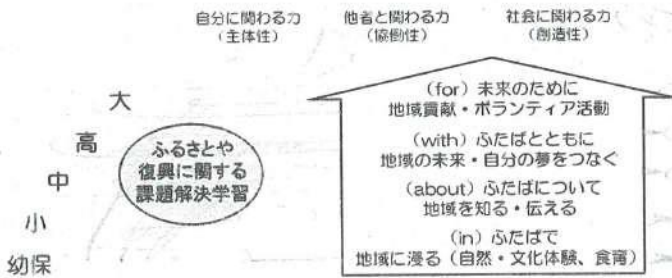 自分に関わる力
(主体性)
他者と関わる力
(協働性)
社会に関わる力
(創造性)
大
高
中
小
幼保
ふるさとや
復興に関する
課題解決学習
(for) 未来のために
地域貢献・ボランティア活動
(with) ふたばとともに
地域の未来・自分の夢をつなぐ
(about) ふたばについて
地域を知る・伝える
(in) ふたばで
地域に浸る(自然・文化体験、食育)